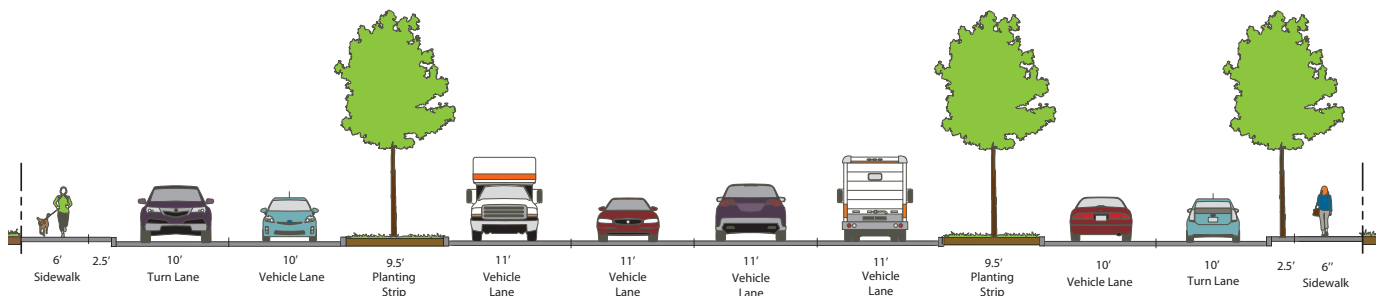 6’
Sidewalk
2.5’
10’
Turn Lane
10’
Vehicle Lane
9.5’
Planting
Strip
11’
Vehicle
Lane
11’
Vehicle
Lane
11’
Vehicle
Lane
11’
Vehicle
Lane
9.5’
Planting
Strip
10’
Vehicle Lane
10’
Turn Lane
2.5’
6’’
Sidewalk